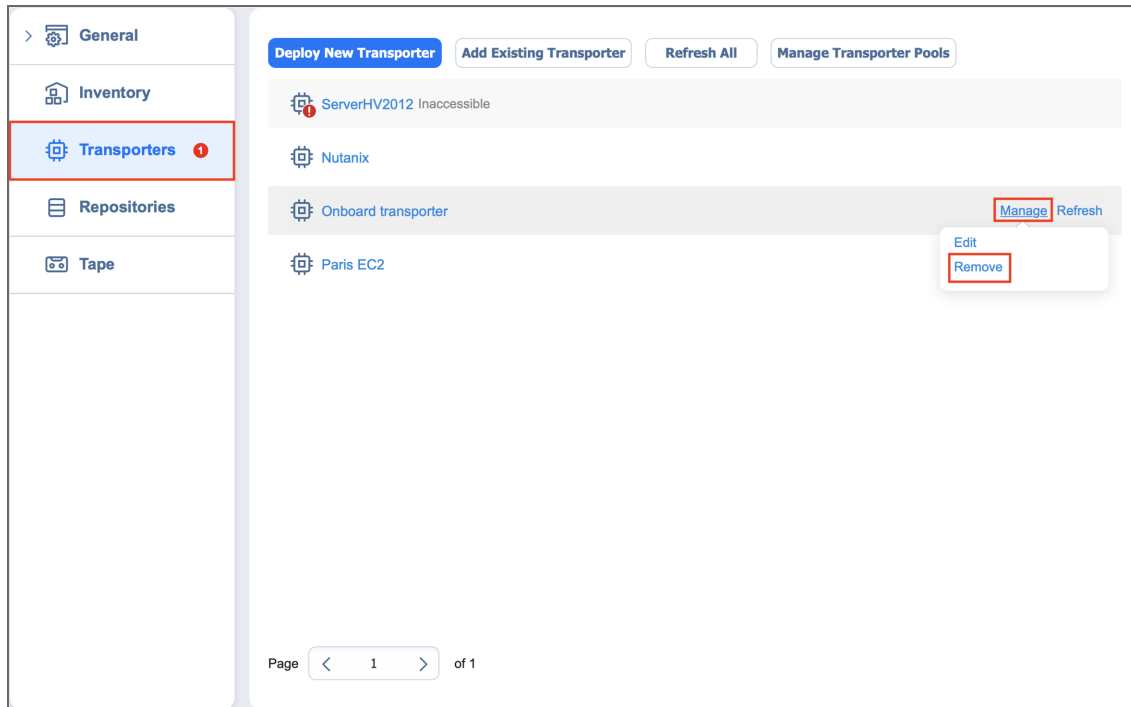 General
Inventory
Transporters 1
Repositories
Tape
Deploy New Transporter Add Existing Transporter Refresh All Manage Transporter Pools
ServerHV2012 Inaccessible
Nutanix
Onboard transporter Manage Refresh
Edit
Remove
Paris EC2
Page 1 of 1